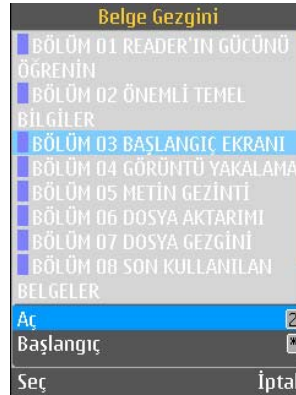 Belge Gezgini
BÖLÜM 01 READER'IN GÜCÜNÜ
ÖĞRENİN
BÖLÜM 02 ÖNEMLİ TEMEL
BİLGİLER
BÖLÜM 03 BAŞLANGIÇ EKRANI
BÖLÜM 04 GÖRÜNTÜ YAKALAMA
BÖLÜM 05 METİN GEZİNTİ
BÖLÜM 06 DOSYA AKTARIMI
BÖLÜM 07 DOSYA GEZGİNİ
BÖLÜM 08 SON KULLANILAN
BELGELER
Aç 2
Başlangıç *
Seç İptal